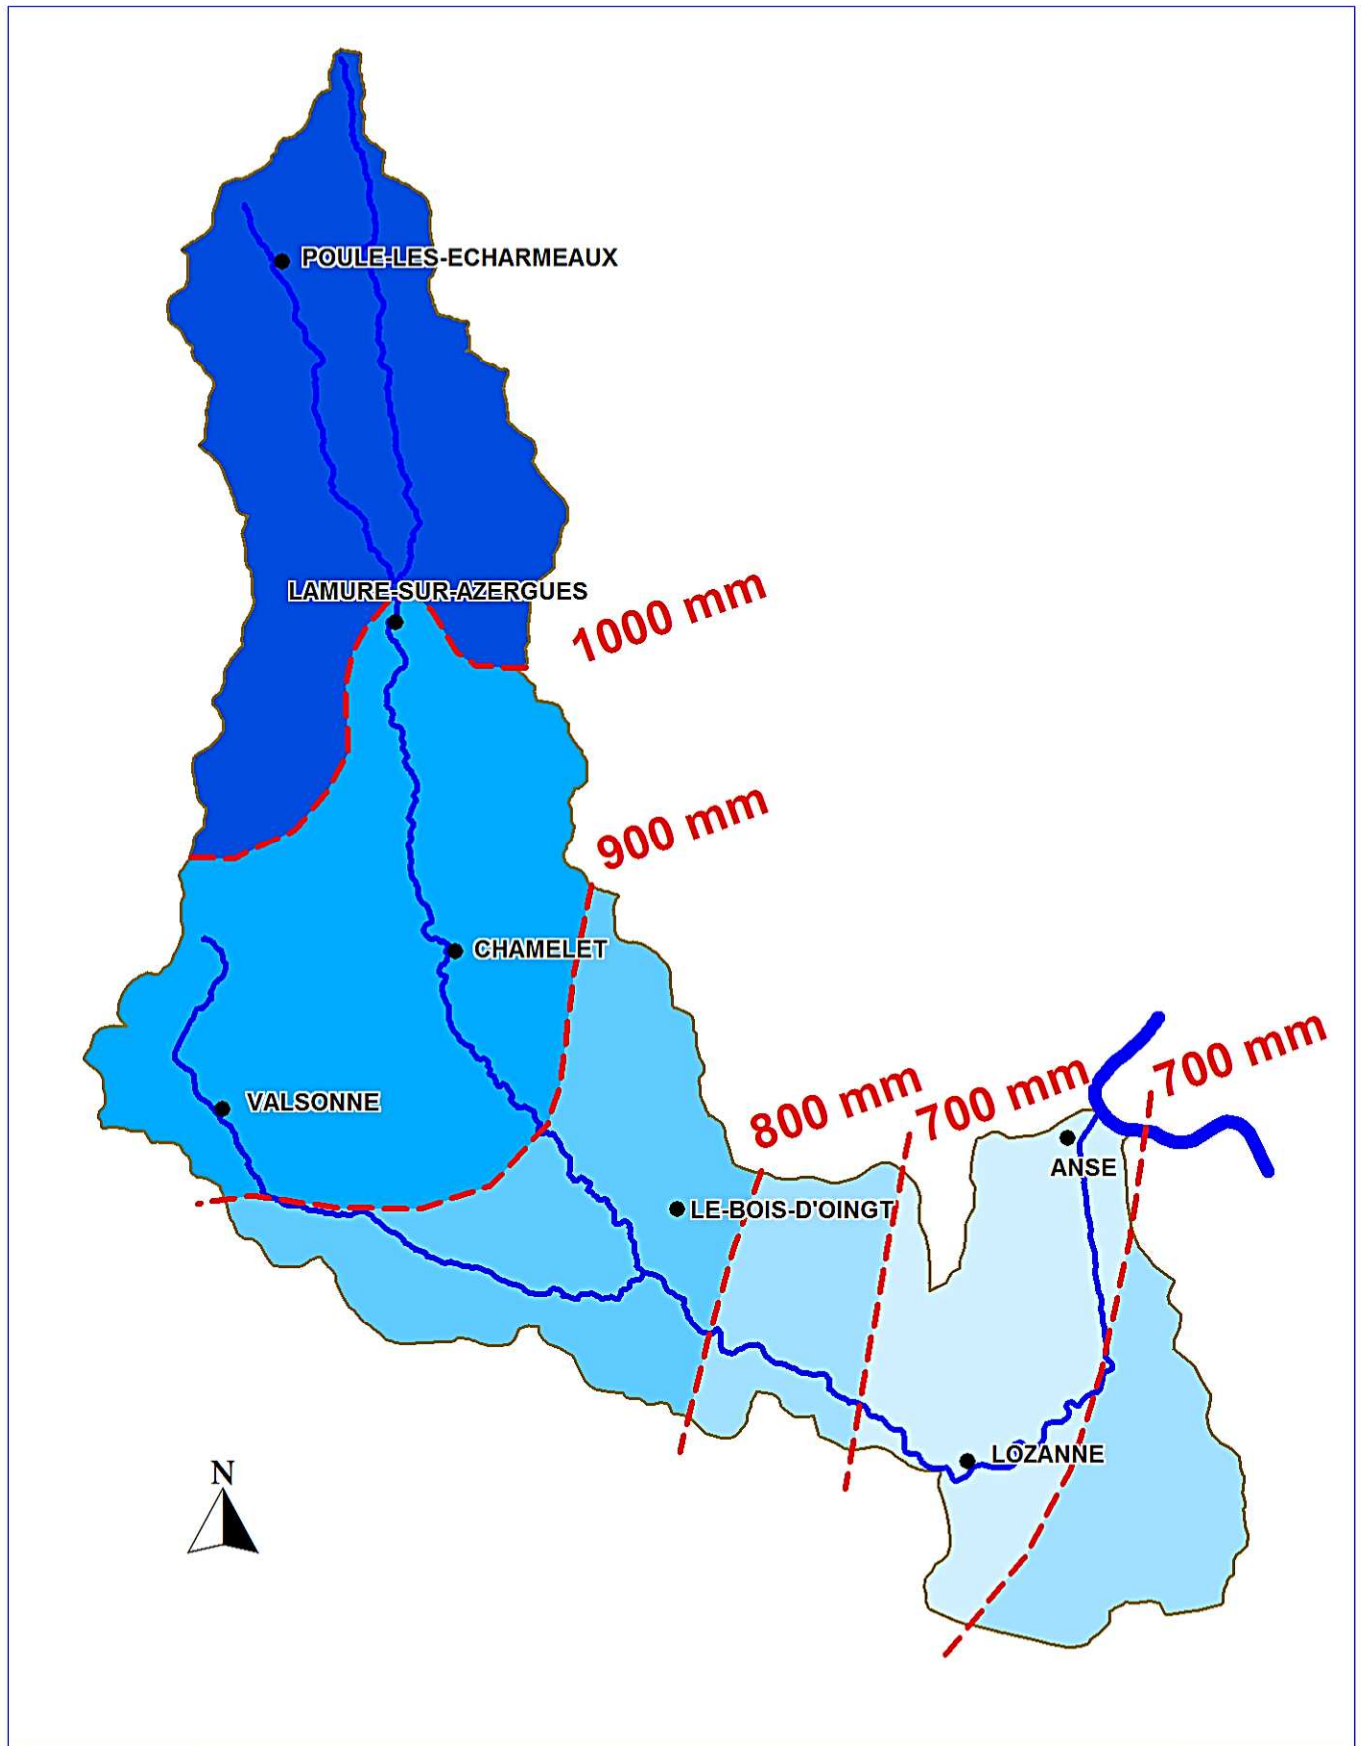 POULE-LES-ECHARMEAUX
LAMURE-SUR-AZERGUES
1000 mm
900 mm
CHAMELET
VALSONNE
800 mm
700 mm
700 mm
ANSE
LE-BOIS-D'OINGT
LOZANNE
N